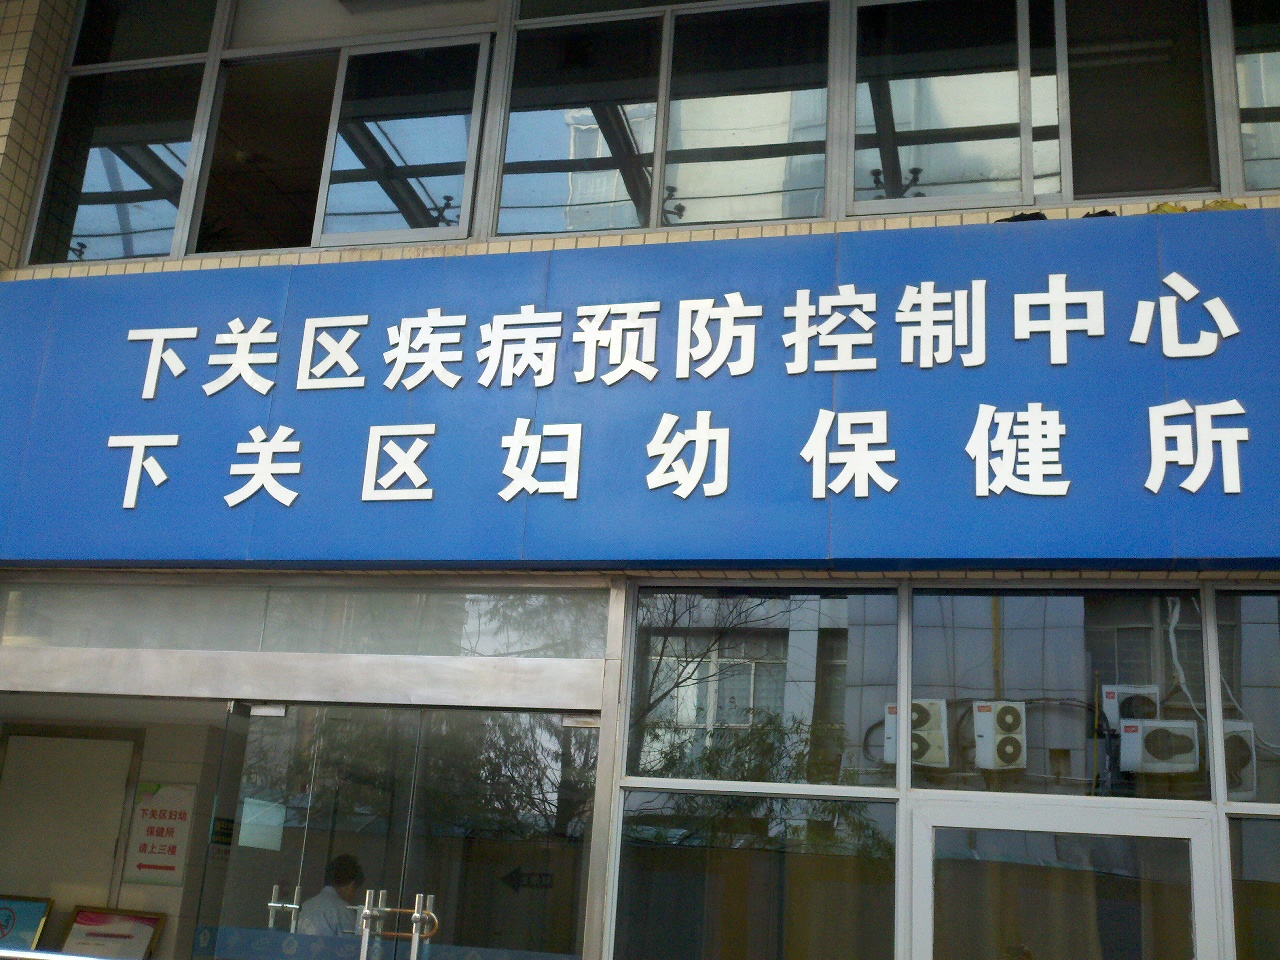 下关区疾病预防控制中心
下关区妇幼保健所
下关区妇幼
保健所
请上三楼